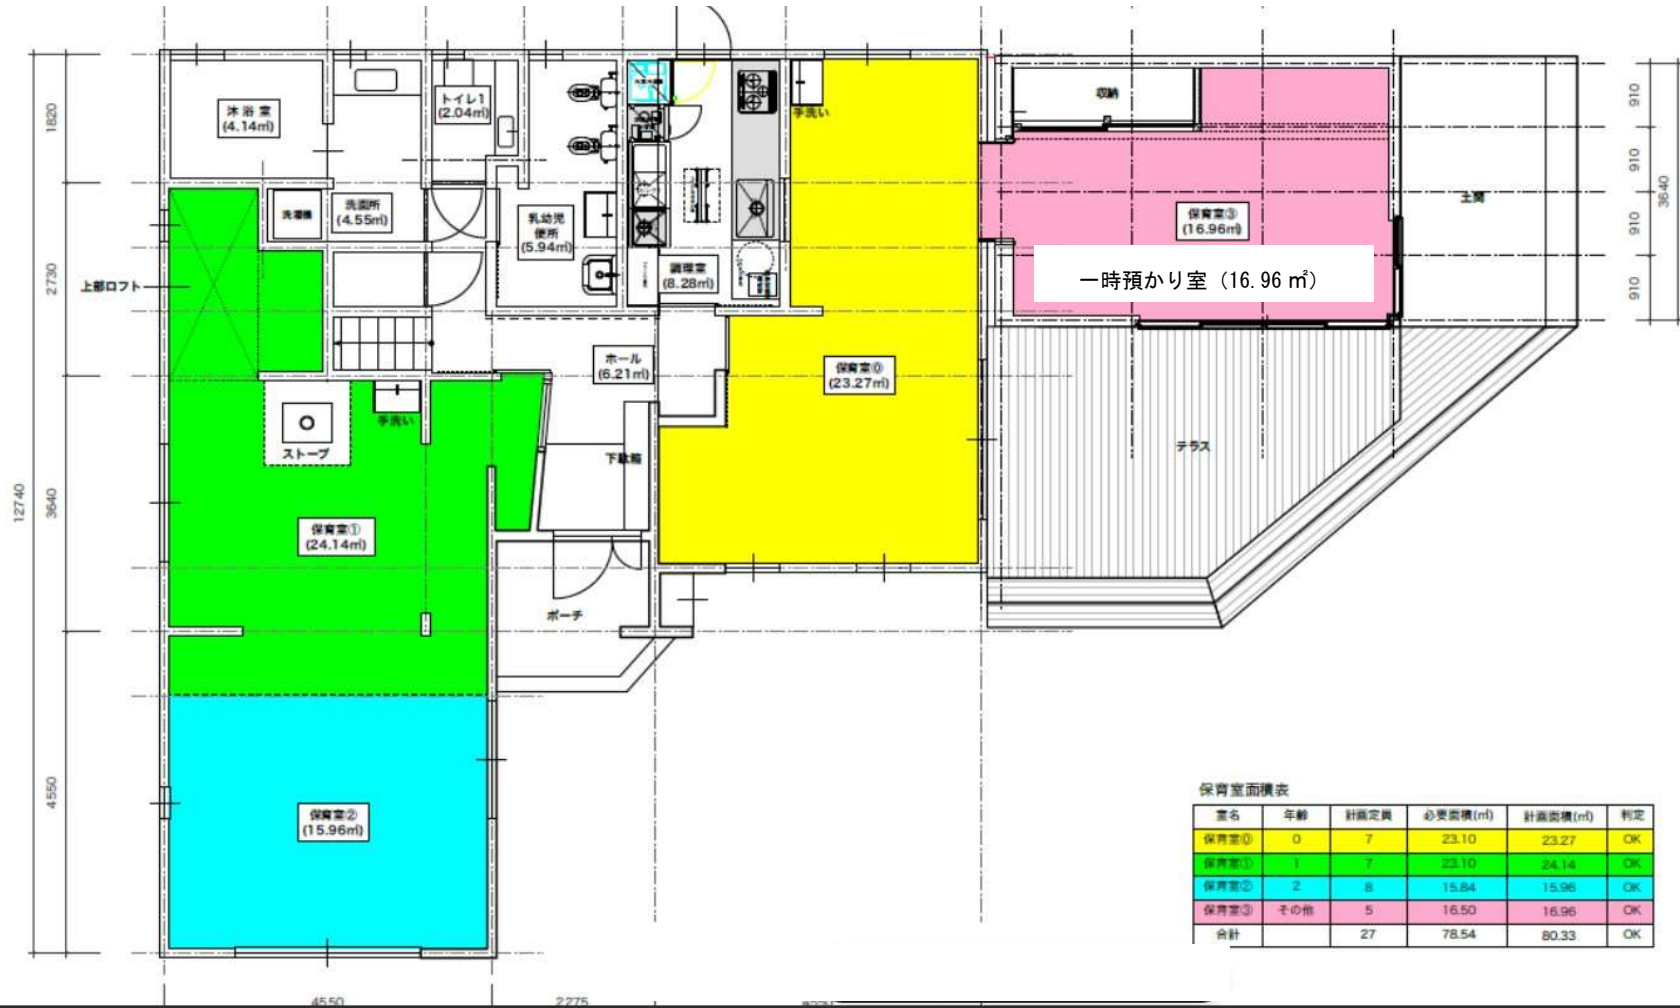 沐浴室
(4.14㎡)
トイレ1
(2.04㎡)
手洗い
収納
1820
910
910
910
910
3640
洗濯機
洗面所
(4.55㎡)
乳幼児
便所
(5.94㎡)
保育室③
(16.96㎡)
土間
調理室
(8.28㎡)
一時預かり室（16.96 ㎡）
上部ロフト
2730
ホール
(6.21㎡)
保育室⓪
(23.27㎡)
手洗い
ストーブ
下駄箱
テラス
12740
3640
保育室①
(24.14㎡)
ポーチ
4550
保育室②
(15.96㎡)
保育室面積表
室名 年齢 計画定員 必要面積(㎡) 計画面積(㎡) 判定
保育室⓪ 0 7 23.10 23.27 OK
保育室① 1 7 23.10 24.14 OK
保育室② 2 8 15.84 15.96 OK
保育室③ その他 5 16.50 16.96 OK
合計 27 78.54 80.33 OK
4550
2275